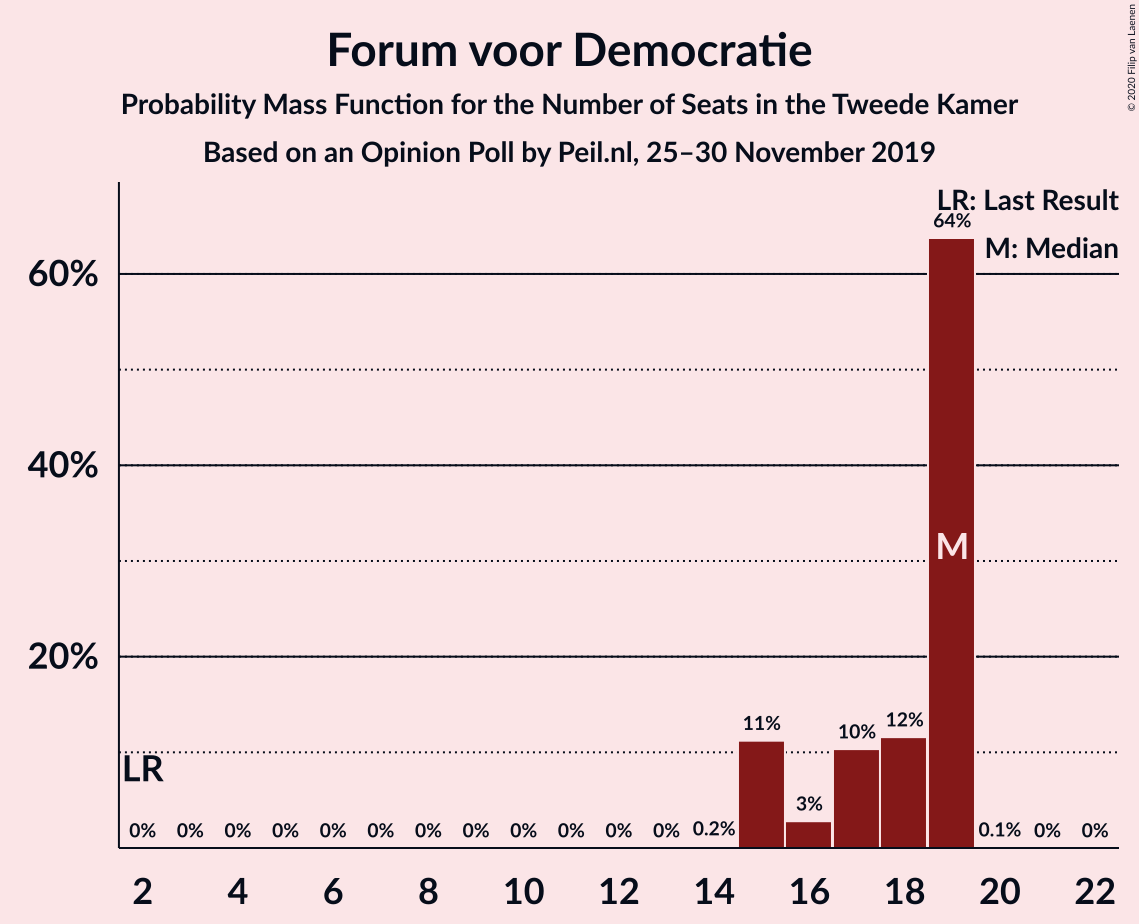 Forum voor Democratie
Probability Mass Function for the Number of Seats in the Tweede Kamer
Based on an Opinion Poll by Peil.nl, 25–30 November 2019
© 2020 Filip van Laenen
LR: Last Result
64%
M: Median
60%
40%
M
20%
11%
12%
10%
LR
3%
0% 0% 0% 0% 0% 0% 0% 0% 0% 0% 0% 0% 0.2% 0.1% 0% 0%
2 4 6 8 10 12 14 16 18 20 22